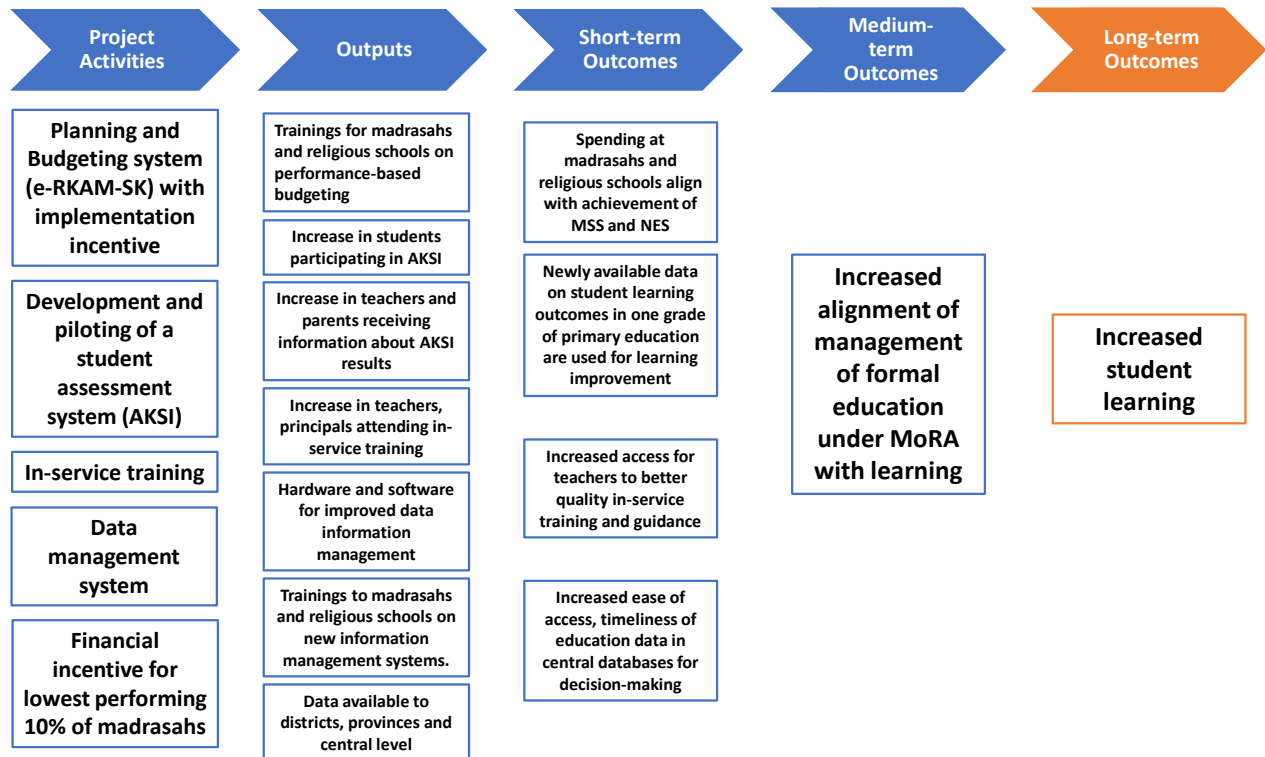 Project
Activities
Outputs
Short-term
Outcomes
Medium-
term
Outcomes
Long-term
Outcomes
Planning and
Budgeting system
(e-RKAM-SK) with
implementation
incentive
Development and
piloting of a
student
assessment
system (AKSI)
In-service training
Data
management
system
Financial
incentive for
lowest performing
10% of madrasahs
Trainings for madrasahs
and religious schools on
performance-based
budgeting
Increase in students
participating in AKSI
Increase in teachers and
parents receiving
information about AKSI
results
Increase in teachers,
principals attending in-
service training
Hardware and software
for improved data
information
management
Trainings to madrasahs
and religious schools on
new information
management systems.
Data available to
districts, provinces and
central level
Spending at
madrasahs and
religious schools align
with achievement of
MSS and NES
Newly available data
on student learning
outcomes in one grade
of primary education
are used for learning
improvement
Increased access for
teachers to better
quality in-service
training and guidance
Increased ease of
access, timeliness of
education data in
central databases for
decision-making
Increased
alignment of
management
of formal
education
under MoRA
with learning
Increased
student
learning